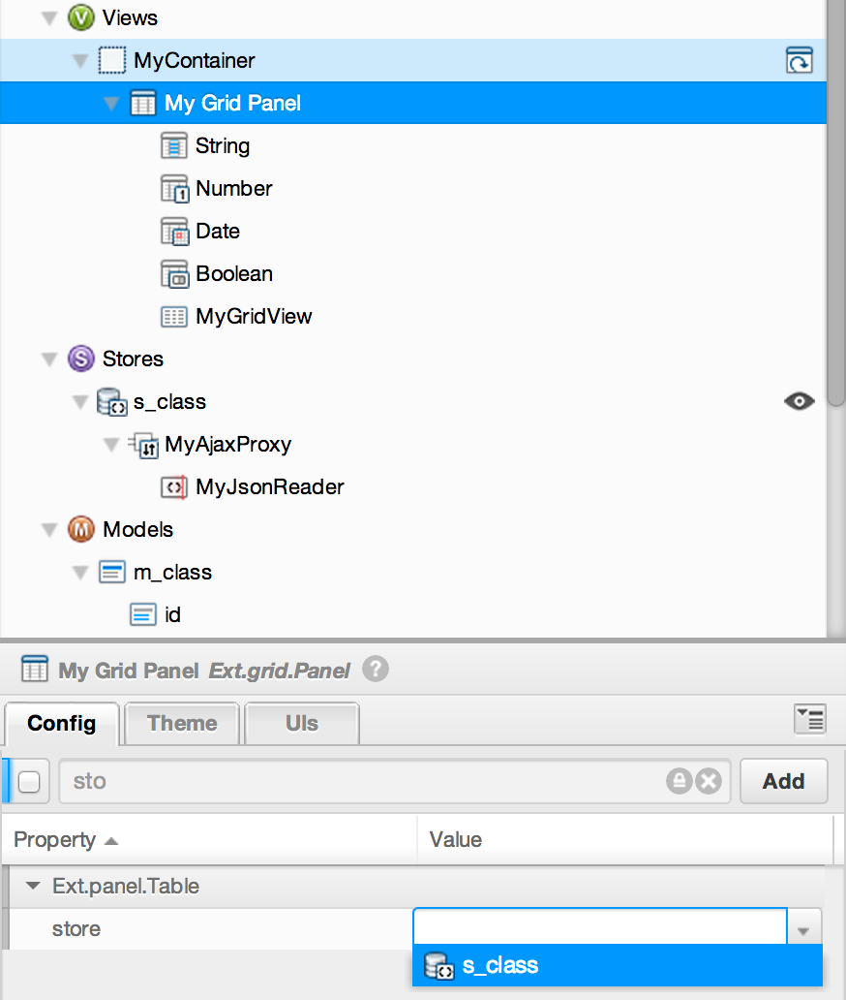 Views
MyContainer
My Grid Panel
String
Number
Date
Boolean
MyGridView
Stores
s_class
MyAjaxProxy
MyJsonReader
Models
m_class
id
My Grid Panel Ext.grid.Panel ?
Config Theme UIs
sto Add
Property Value
Ext.panel.Table
store
s_class